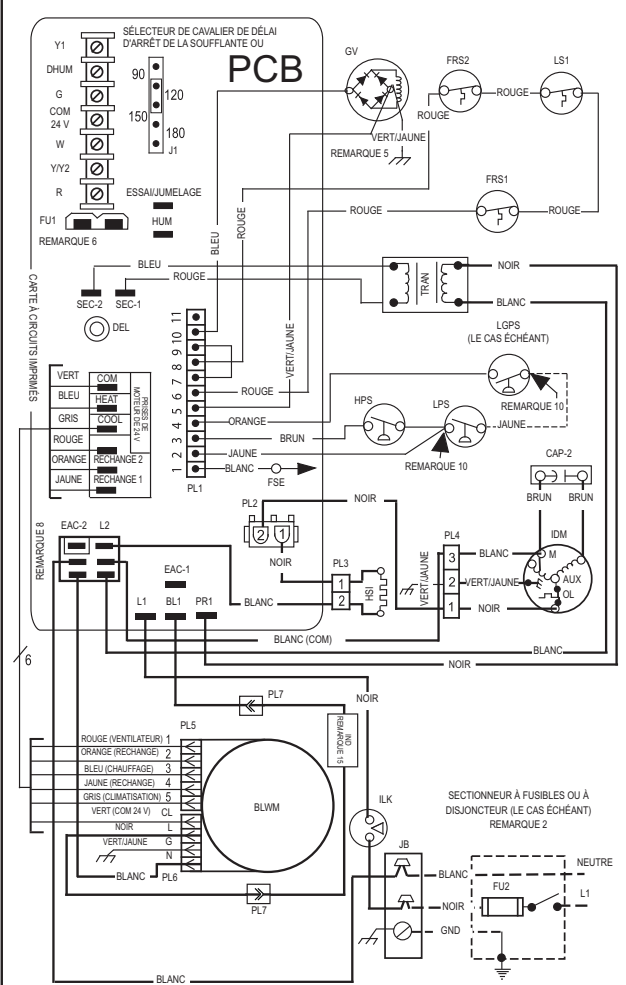 SÉLECTEUR DE CAVALIER DE DÉLAI
D'ARRÊT DE LA SOUFFLANTE OU
PCB
Y1
DHUM
G
COM
24 V
W
Y/Y2
R
90
120
150
180
J1
FU1
REMARQUE 6
ESSAI/JUMELAGE
HUM
GV
FRS2
LS1
ROUGE
ROUGE
VERT/JAUNE
REMARQUE 5
FRS1
ROUGE
ROUGE
BLEU
ROUGE
BLEU
ROUGE
SEC-2
SEC-1
DEL
TRAN
NOIR
BLANC
CARTE À CIRCUITS IMPRIMÉS
VERT/JAUNE
LGPS
(LE CAS ÉCHÉANT)
REMARQUE 10
JAUNE
11
10
9
8
7
6
5
4
3
2
1
PL1
ROUGE
ORANGE
BRUN
JAUNE
BLANC
FSE
HPS
LPS
REMARQUE 10
VERT
COM
BLEU
HEAT
GRIS
COOL
ROUGE
ORANGE
RECHANGE 2
JAUNE
RECHANGE 1
PRISES DE
MOTEUR DE 24 V
CAP-2
BRUN
BRUN
REMARQUE 8
EAC-2
L2
PL2
2
1
NOIR
NOIR
EAC-1
L1
BL1
PR1
BLANC
PL3
1
2
HSI
VERT/JAUNE
PL4
3
2
1
BLANC
VERT/JAUNE
NOIR
IDM
M
AUX
OL
BLANC (COM)
BLANC
NOIR
6
PL7
NOIR
IND
REMARQUE 15
PL5
ROUGE (VENTILATEUR) 1
ORANGE (RECHANGE) 2
BLEU (CHAUFFAGE) 3
JAUNE (RECHANGE) 4
GRIS (CLIMATISATION) 5
VERT (COM 24 V) CL
NOIR L
VERT/JAUNE G
N
BLANC
PL6
BLWM
PL7
ILK
SECTIONNEUR À FUSIBLES OU À
DISJONCTEUR (LE CAS ÉCHÉANT)
REMARQUE 2
JB
BLANC
NEUTRE
FU2
L1
NOIR
GND
BLANC